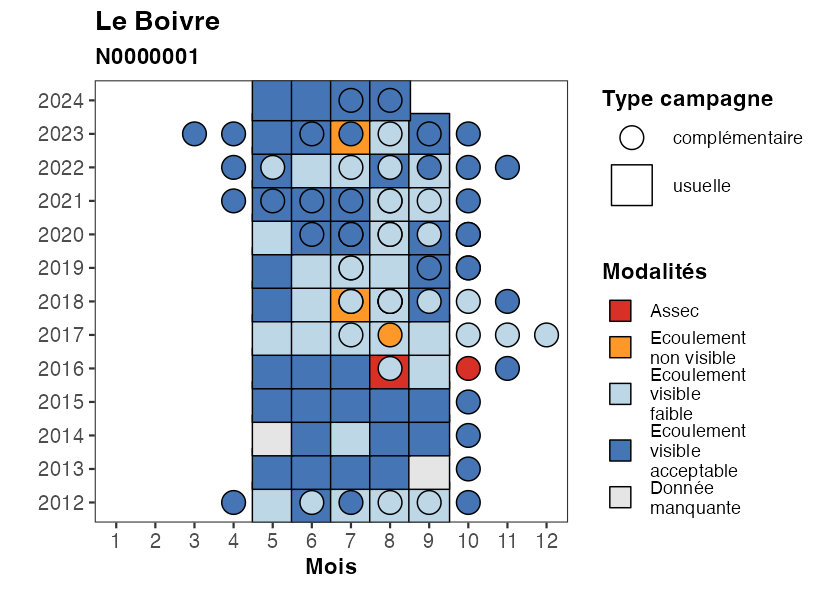 Le Boivre
N0000001
2024
2023
2022
2021
2020
2019
2018
2017
2016
2015
2014
2013
2012
1 2 3 4 5 6 7 8 9 10 11 12
Mois
Type campagne
complémentaire
usuelle
Modalités
Assec
Ecoulement
non visible
Ecoulement
visible
faible
Ecoulement
visible
acceptable
Donnée
manquante